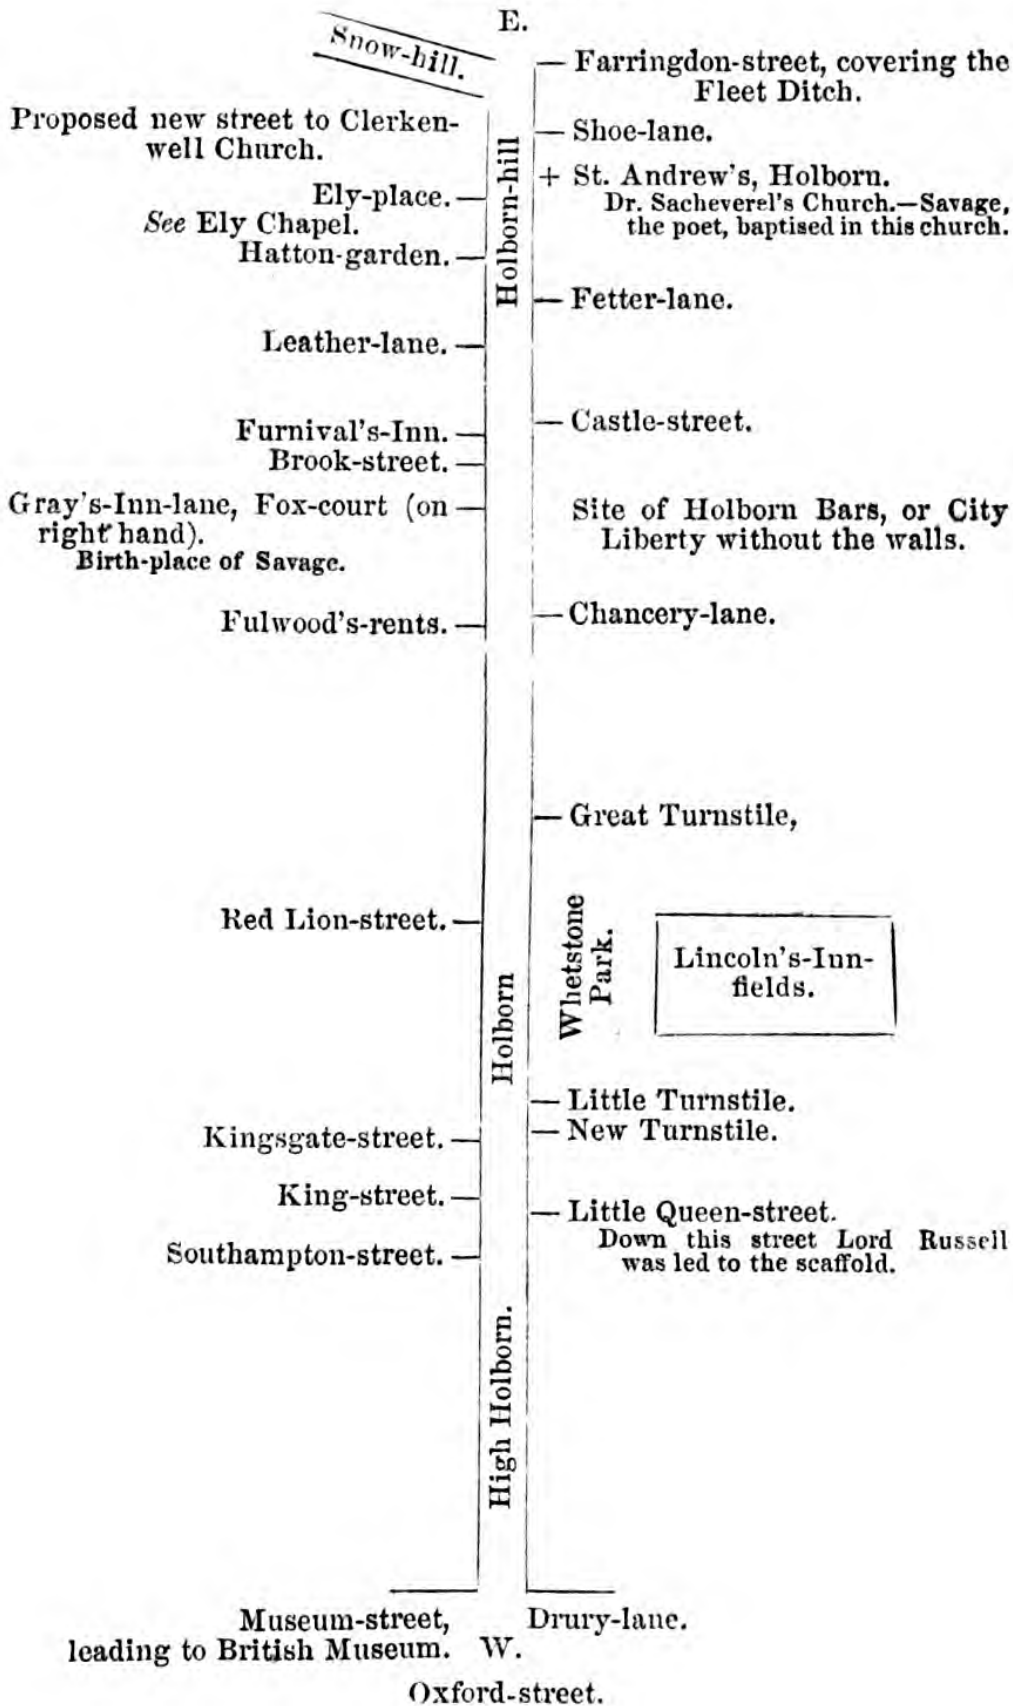 E.
Snow-hill.
— Farringdon-street, covering the
Fleet Ditch.
Proposed new street to Clerken-
well Church.
— Shoe-lane.
Holborn-hill
+ St. Andrew's, Holborn.
Dr. Sacheverel's Church.—Savage,
the poet, baptised in this church.
Ely-place. —
See Ely Chapel.
Hatton-garden. —
— Fetter-lane.
Leather-lane. —
— Castle-street.
Furnival's-Inn. —
Brook-street. —
Gray's-Inn-lane, Fox-court (on —
right hand).
Birth-place of Savage.
Site of Holborn Bars, or City
Liberty without the walls.
— Chancery-lane.
Fulwood's-rents. —
— Great Turnstile,
Red Lion-street. —
Whetstone
Park.
Lincoln's-Inn-
fields.
Holborn
— Little Turnstile.
— New Turnstile.
Kingsgate-street. —
King-street. —
— Little Queen-street.
Down this street Lord Russell
was led to the scaffold.
Southampton-street. —
High Holborn.
Museum-street,
leading to British Museum.
Drury-lane.
W.
Oxford-street.